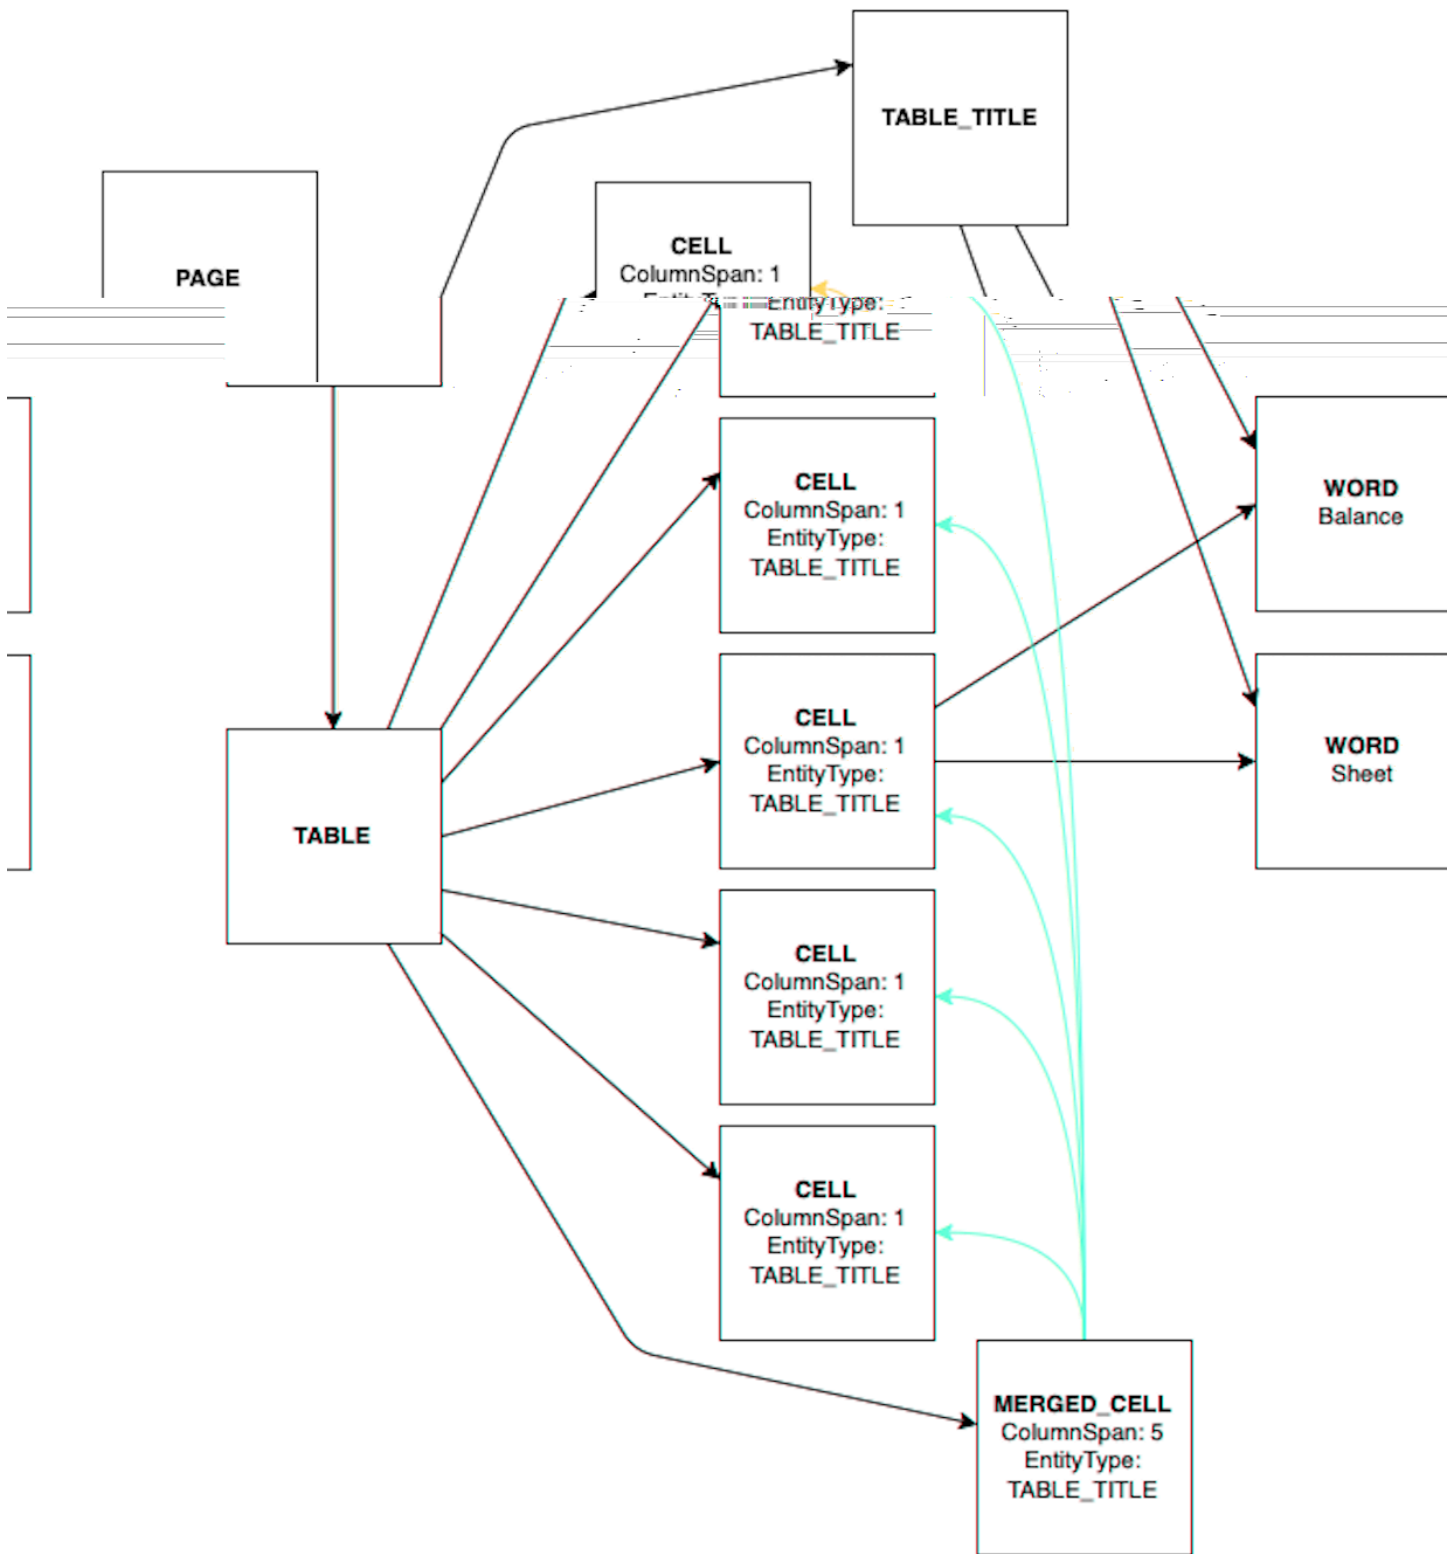 TABLE_TITLE
PAGE
CELL
ColumnSpan: 1
EntityType:
TABLE_TITLE
CELL
ColumnSpan: 1
EntityType:
TABLE_TITLE
WORD
Balance
CELL
ColumnSpan: 1
EntityType:
TABLE_TITLE
WORD
Sheet
TABLE
CELL
ColumnSpan: 1
EntityType:
TABLE_TITLE
CELL
ColumnSpan: 1
EntityType:
TABLE_TITLE
MERGED_CELL
ColumnSpan: 5
EntityType:
TABLE_TITLE